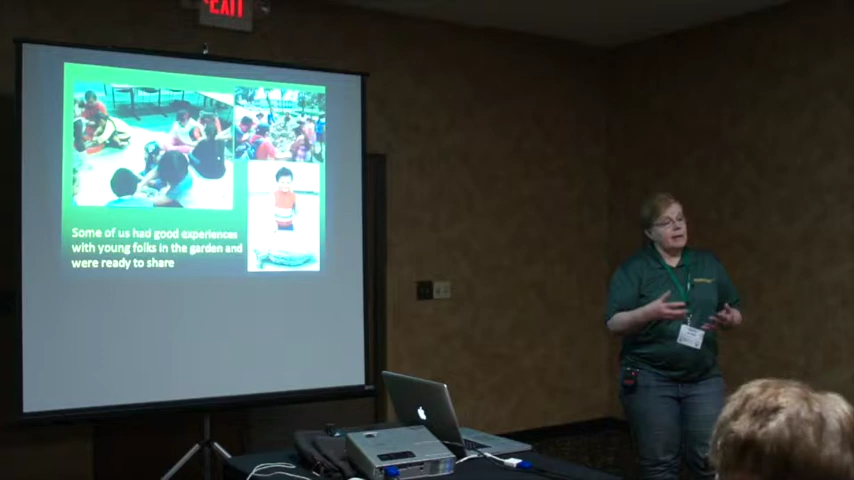 EXIT
Some of us had good experiences
with young folks in the garden and
were ready to share